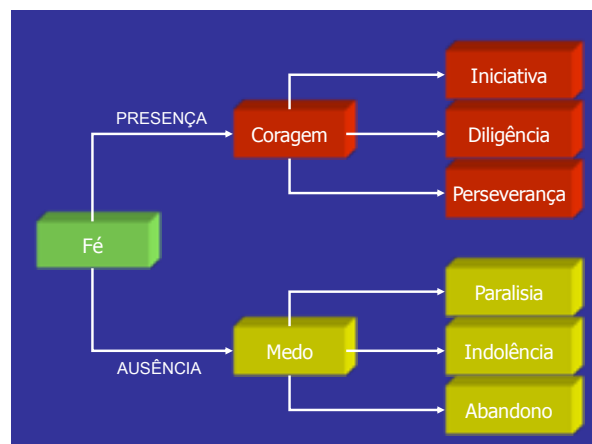 Iniciativa
PRESENÇA
Coragem
Diligência
Perseverança
Fé
Paralisia
Medo
Indolência
AUSÊNCIA
Abandono